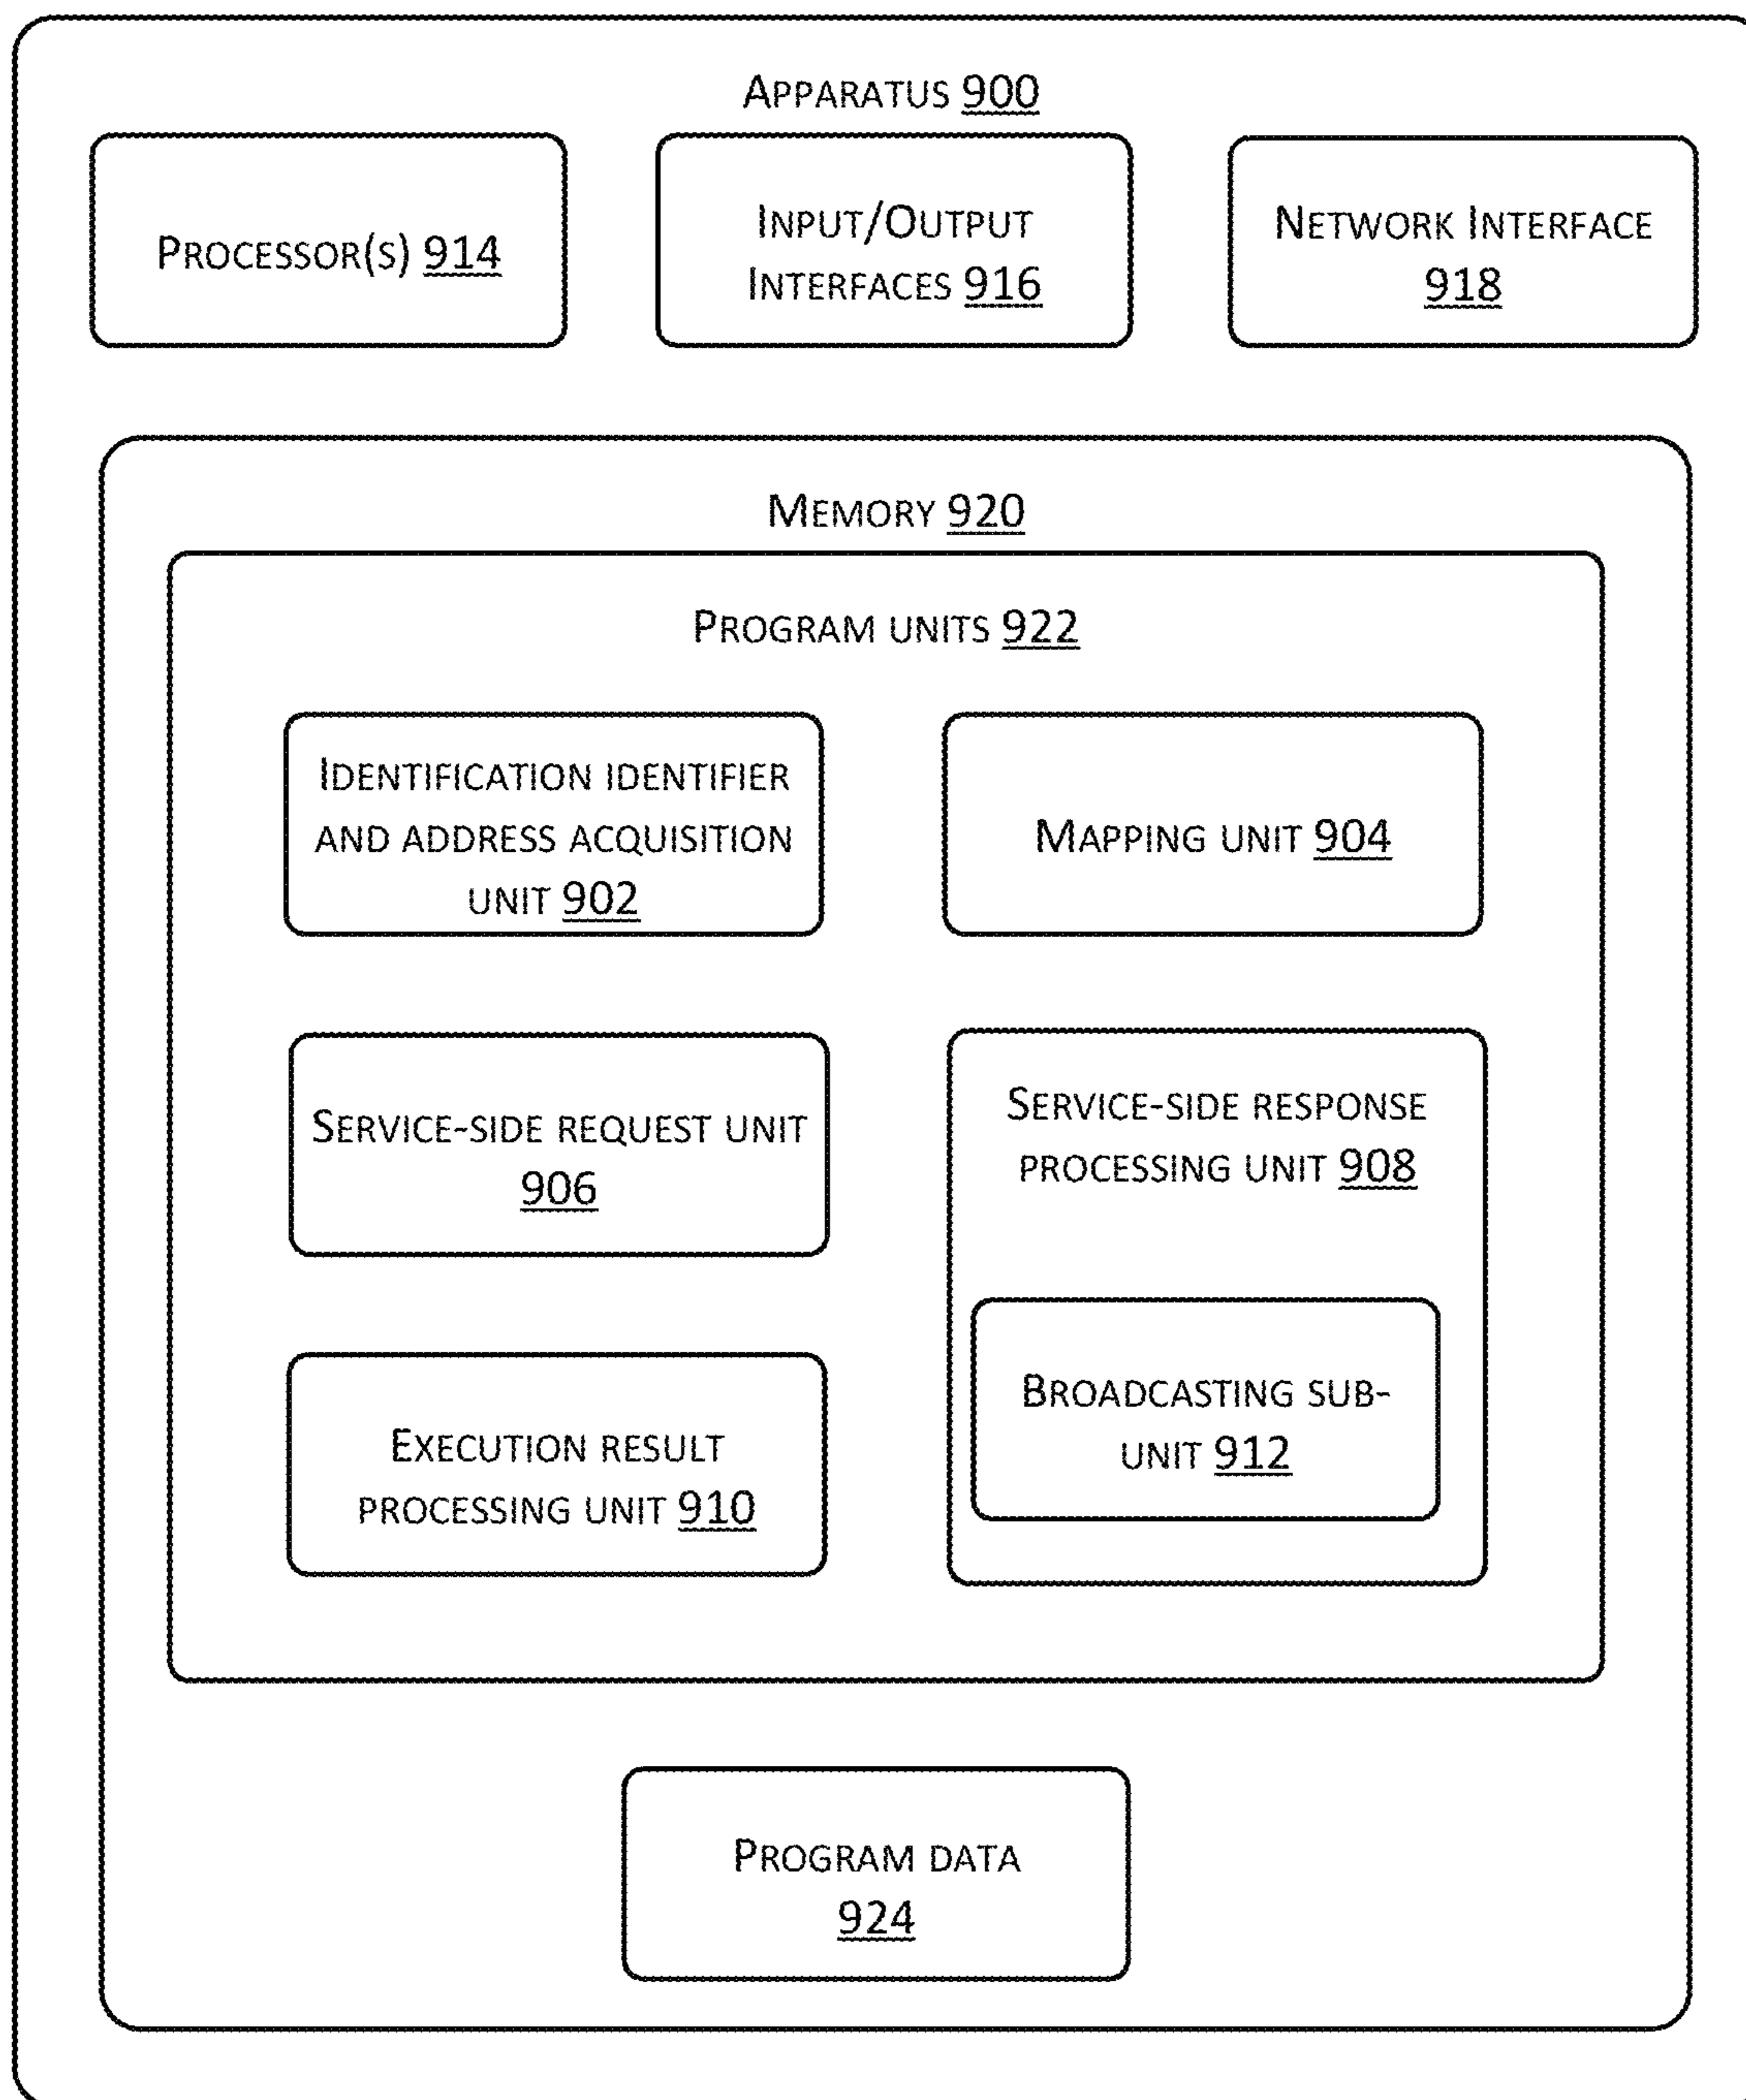 APPARATUS 900
PROCESSOR(S) 914
INPUT/OUTPUT
INTERFACES 916
NETWORK INTERFACE
918
MEMORY 920
PROGRAM UNITS 922
IDENTIFICATION IDENTIFIER
AND ADDRESS ACQUISITION
UNIT 902
MAPPING UNIT 904
SERVICE-SIDE REQUEST UNIT
906
SERVICE-SIDE RESPONSE
PROCESSING UNIT 908
BROADCASTING SUB-
UNIT 912
EXECUTION RESULT
PROCESSING UNIT 910
PROGRAM DATA
924